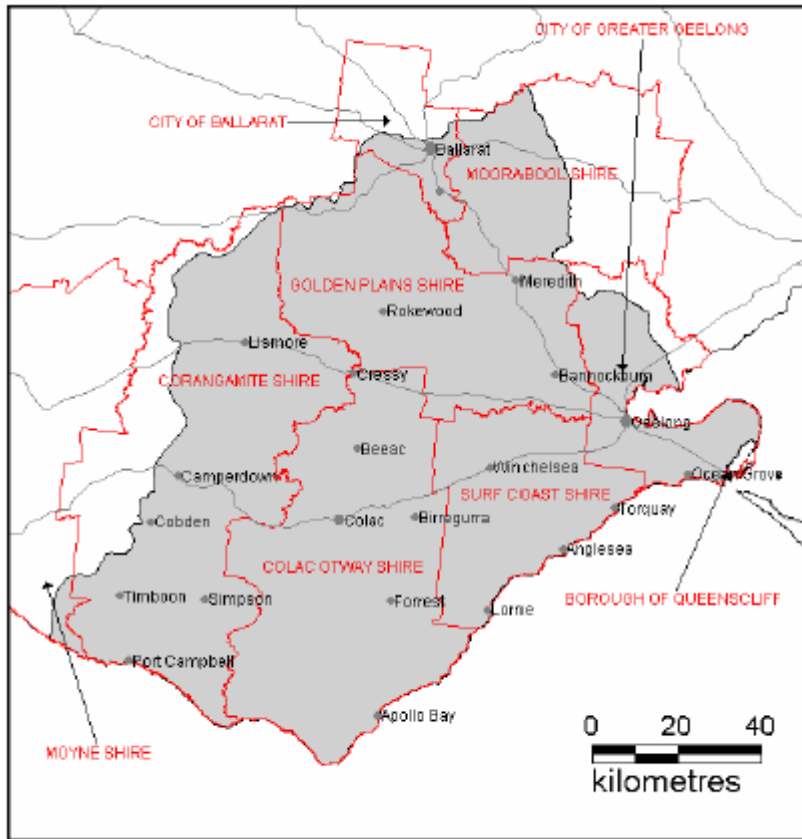 CITY OF GREATER GEELONG
CITY OF BALLARAT
Ballarat
MOORABOOL SHIRE
GOLDEN PLAINS SHIRE
Meredith
Rokewood
Lismore
CORANGAMITE SHIRE
Cressy
Bannockburn
Geelong
Beeac
Winchelsea
Camperdown
Ocean Grove
SURF COAST SHIRE
Cobden
Colac
Birregurra
Torquay
Anglesea
COLAC OTWAY SHIRE
Timboon
Simpson
Forrest
Lorne
BOROUGH OF QUEENSCLIFF
Port Campbell
Apollo Bay
MOYNE SHIRE
0 20 40
kilometres